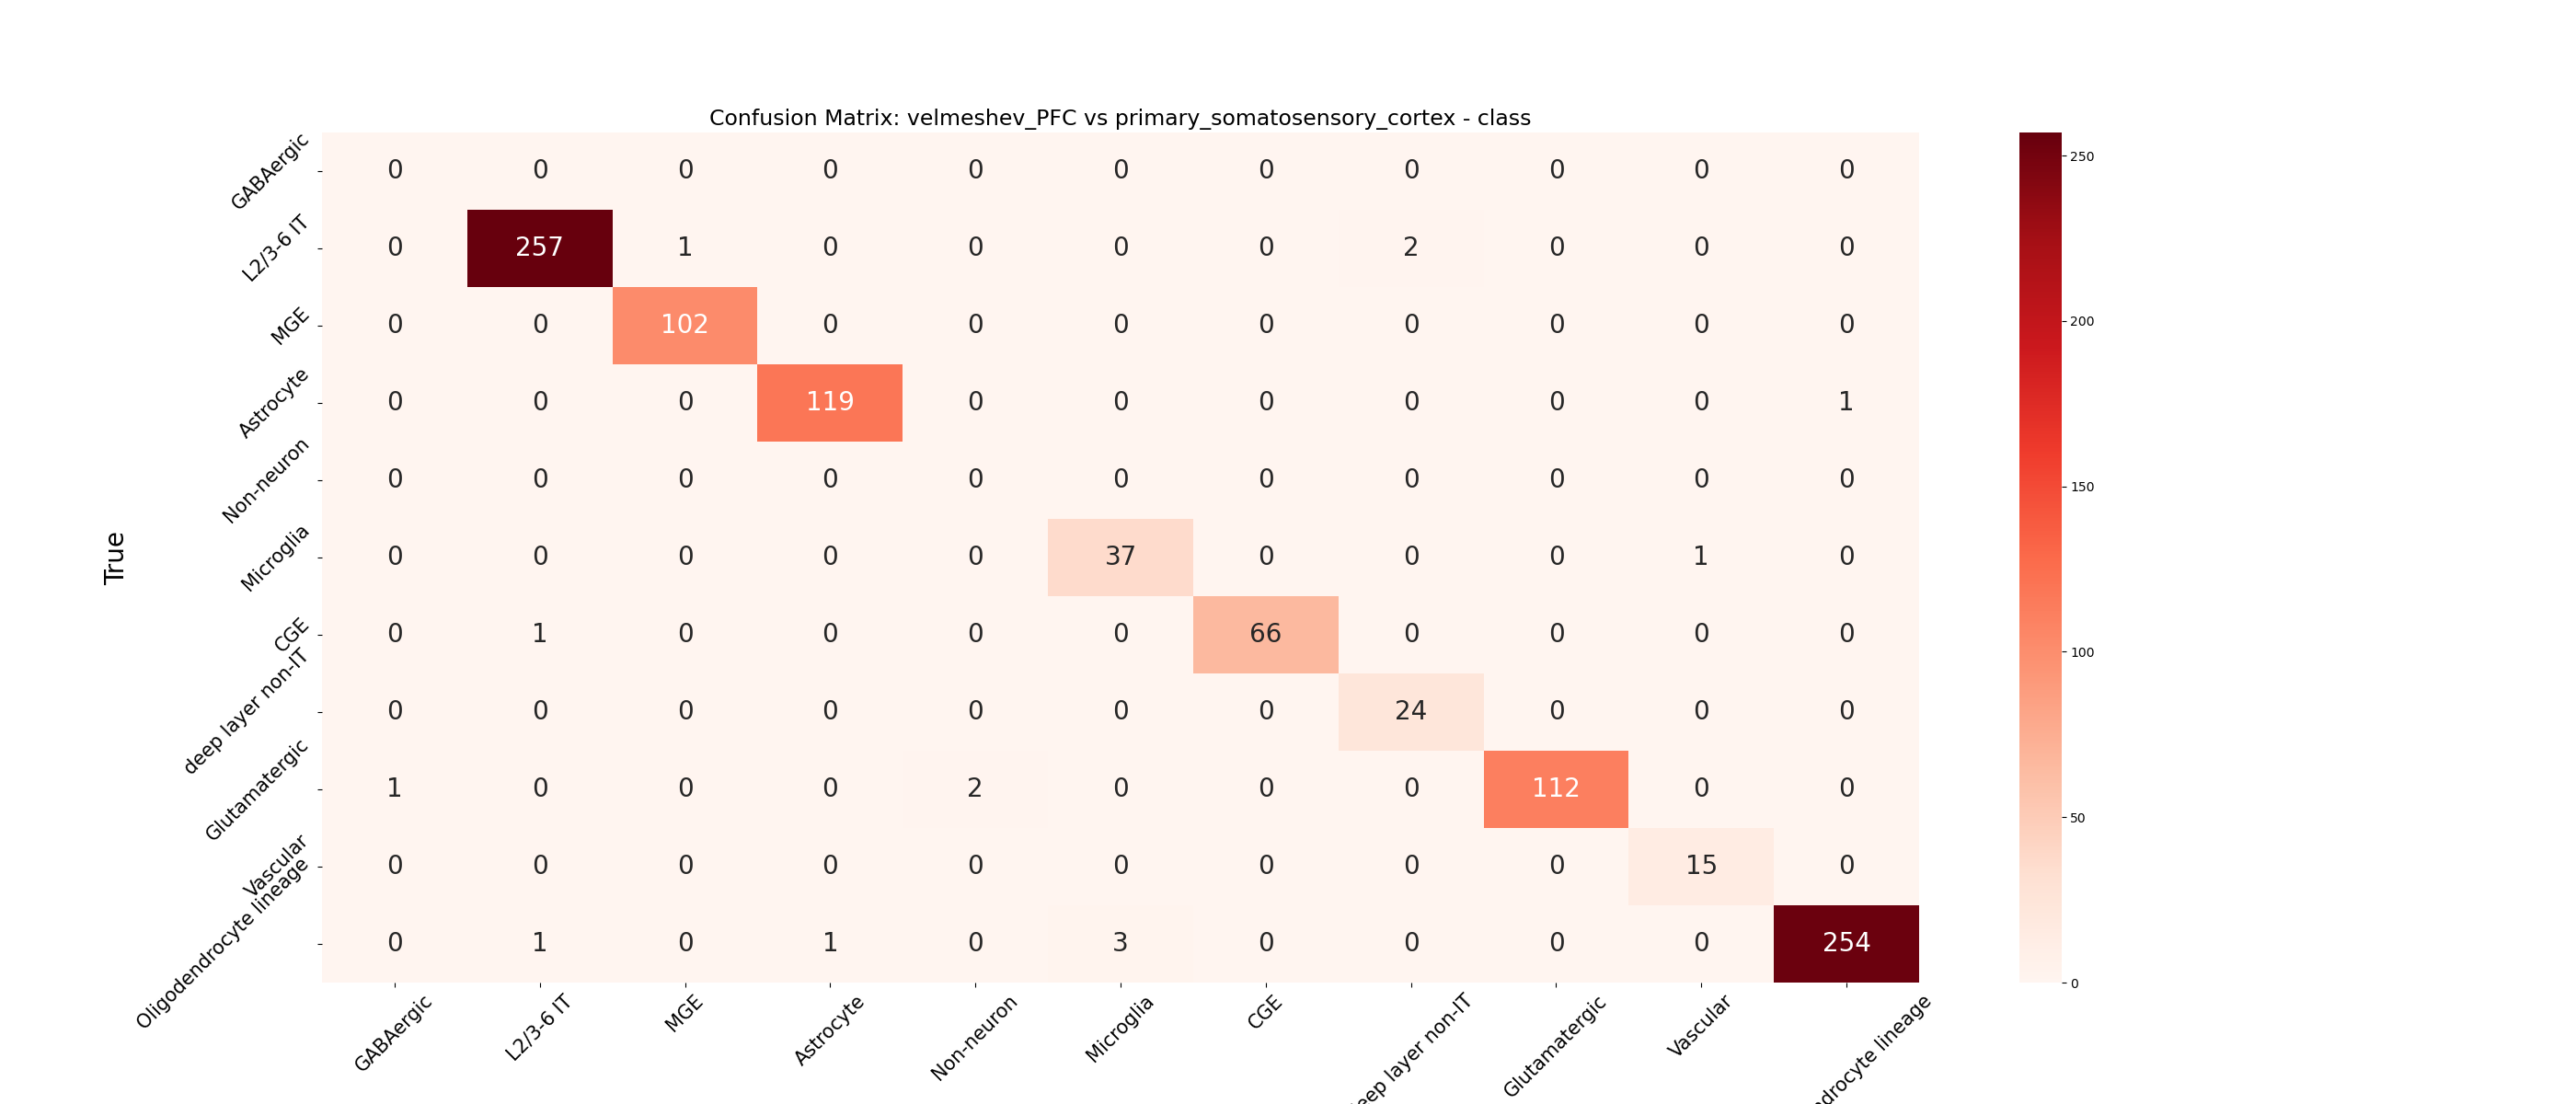 Confusion Matrix: velmeshev_PFC vs primary_somatosensory_cortex - class
True
GABAergic 0 0 0 0 0 0 0 0 0 0 0
L2/3-6 IT 0 257 1 0 0 0 0 2 0 0 0
MGE 0 0 102 0 0 0 0 0 0 0 0
Astrocyte 0 0 0 119 0 0 0 0 0 0 1
Non-neuron 0 0 0 0 0 0 0 0 0 0 0
Microglia 0 0 0 0 0 37 0 0 0 1 0
CGE 0 1 0 0 0 0 66 0 0 0 0
deep layer non-IT 0 0 0 0 0 0 0 24 0 0 0
Glutamatergic 1 0 0 0 2 0 0 0 112 0 0
Vascular 0 0 0 0 0 0 0 0 0 15 0
Oligodendrocyte lineage 0 1 0 1 0 3 0 0 0 0 254
GABAergic L2/3-6 IT MGE Astrocyte Non-neuron Microglia CGE eep layer non-IT Glutamatergic Vascular ndrocyte lineage
250
200
150
100
50
0